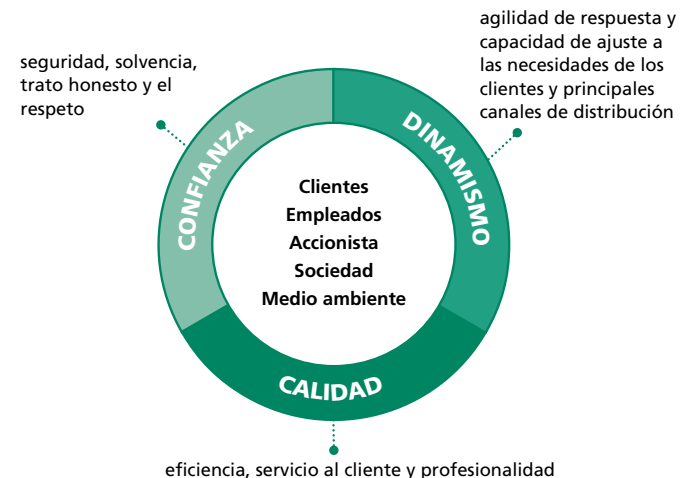 agilidad de respuesta y
capacidad de ajuste a
las necesidades de los
clientes y principales
canales de distribución
seguridad, solvencia,
trato honesto y el
respeto
CONFIANZA
DINAMISMO
Clientes
Empleados
Accionista
Sociedad
Medio ambiente
CALIDAD
eficiencia, servicio al cliente y profesionalidad